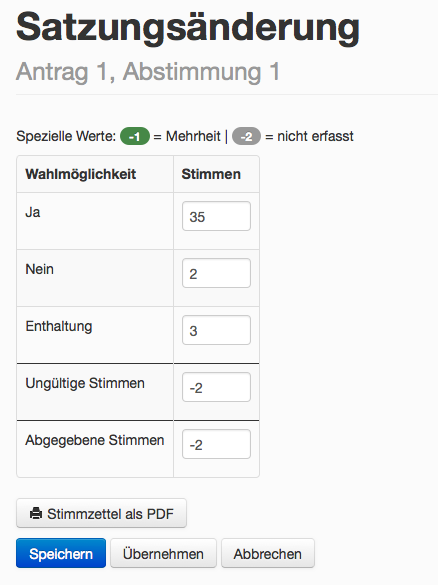 Satzungsänderung
Antrag 1, Abstimmung 1
Spezielle Werte: -1 = Mehrheit | -2 = nicht erfasst
Wahlmöglichkeit Stimmen
Ja 35
Nein 2
Enthaltung 3
Ungültige Stimmen -2
Abgegebene Stimmen -2
Stimmzettel als PDF
Speichern Übernehmen Abbrechen